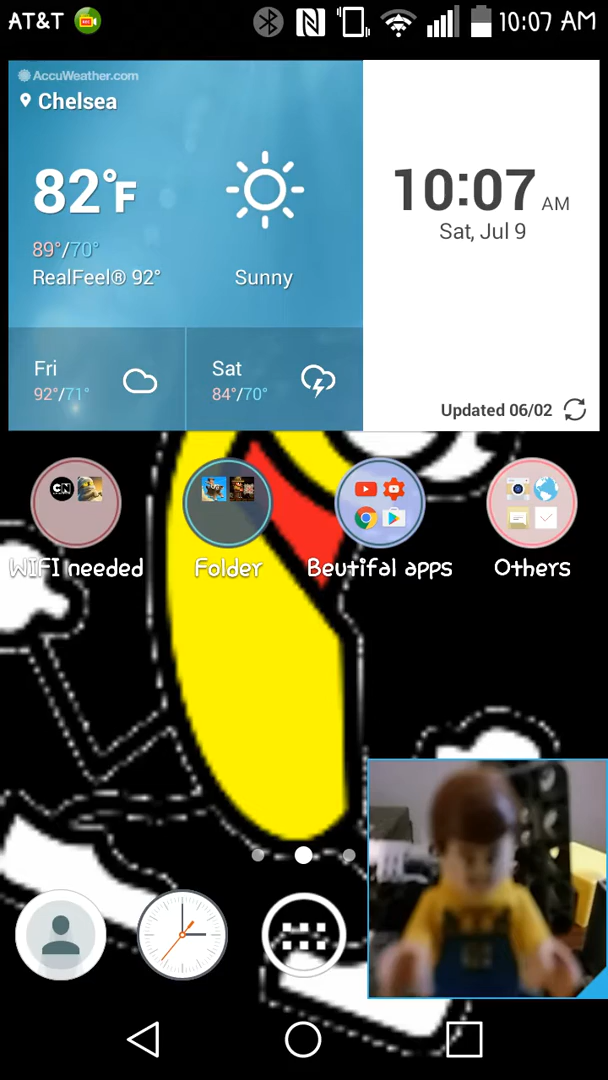 AT&T
10:07 AM
AccuWeather.com
Chelsea
82°F
89°/70°
RealFeel® 92°
Sunny
10:07 AM
Sat, Jul 9
Fri
92°/71°
Sat
84°/70°
Updated 06/02
CN
WIFI needed
Folder
Beutifal apps
Others